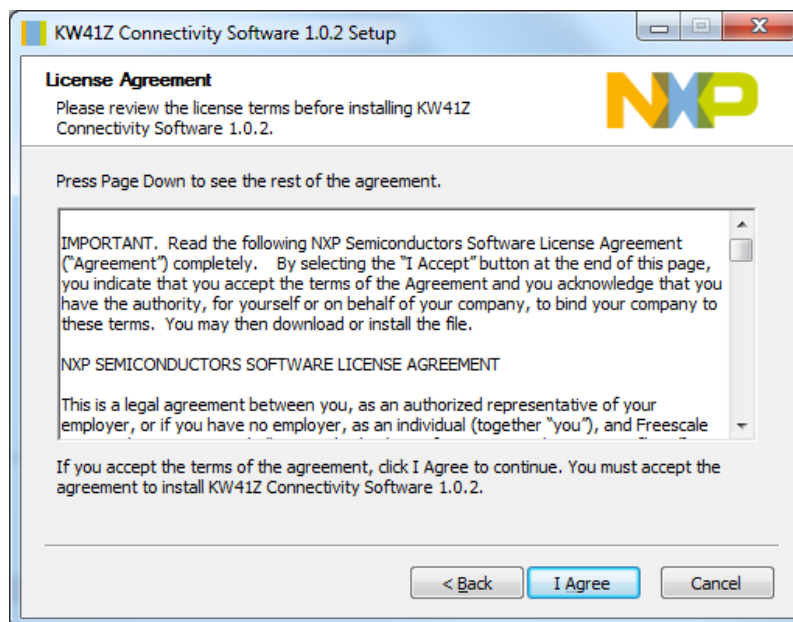 KW41Z Connectivity Software 1.0.2 Setup
License Agreement
Please review the license terms before installing KW41Z
Connectivity Software 1.0.2.
NXP
Press Page Down to see the rest of the agreement.
IMPORTANT.  Read the following NXP Semiconductors Software License Agreement
("Agreement") completely.    By selecting the "I Accept" button at the end of this page,
you indicate that you accept the terms of the Agreement and you acknowledge that you
have the authority, for yourself or on behalf of your company, to bind your company to
these terms.  You may then download or install the file.
NXP SEMICONDUCTORS SOFTWARE LICENSE AGREEMENT
This is a legal agreement between you, as an authorized representative of your
employer, or if you have no employer, as an individual (together "you"), and Freescale
If you accept the terms of the agreement, click I Agree to continue. You must accept the
agreement to install KW41Z Connectivity Software 1.0.2.
< Back
I Agree
Cancel